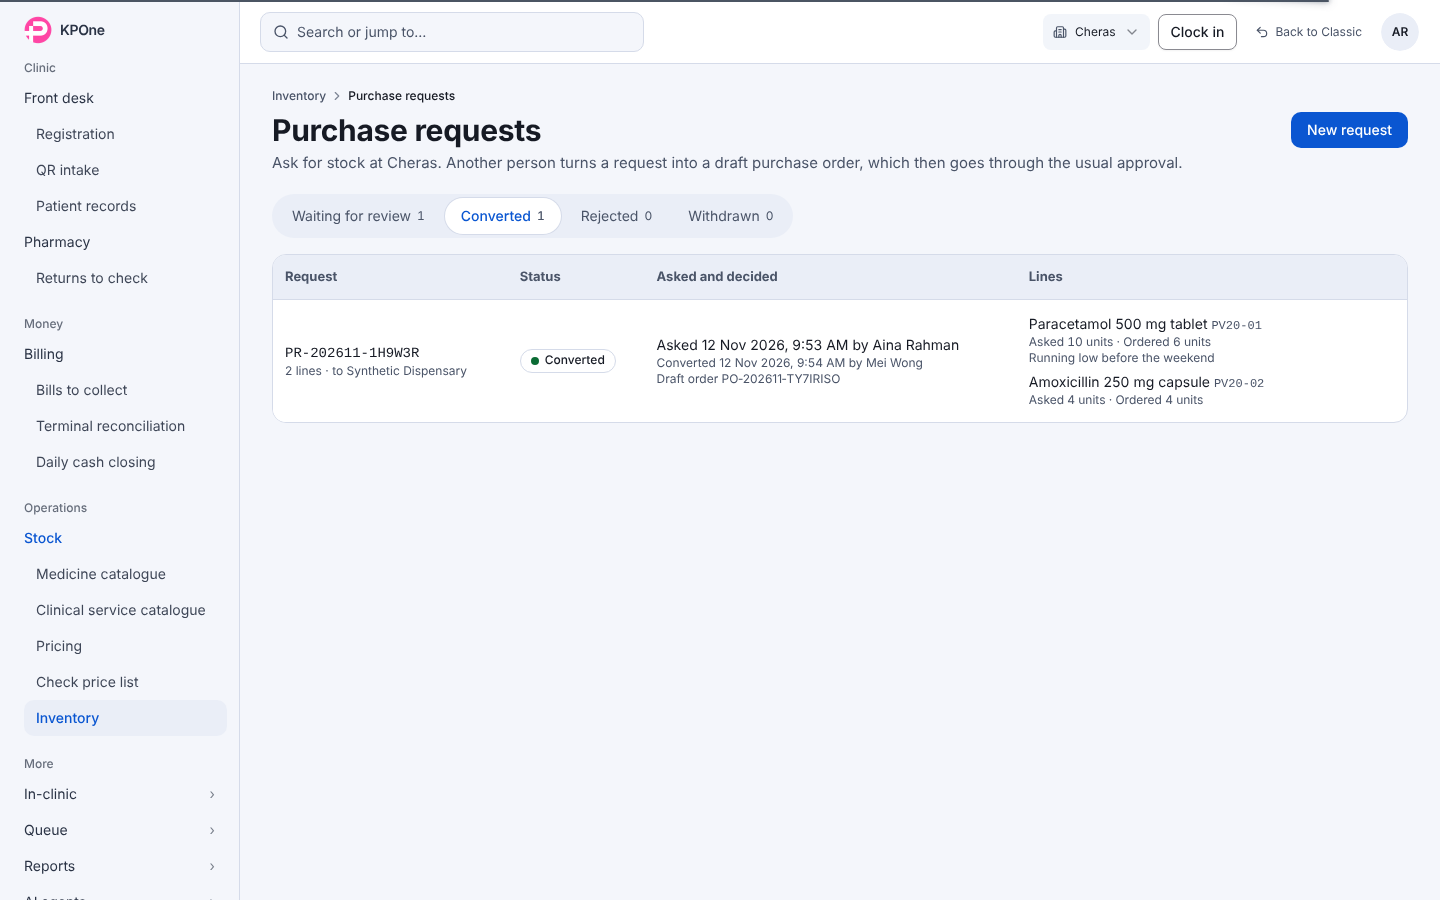 KPOne
Search or jump to...
Cheras
Clock in
Back to Classic
AR
Clinic
Front desk
Registration
QR intake
Patient records
Pharmacy
Returns to check
Money
Billing
Bills to collect
Terminal reconciliation
Daily cash closing
Operations
Stock
Medicine catalogue
Clinical service catalogue
Pricing
Check price list
Inventory
More
In-clinic
Queue
Reports
Inventory > Purchase requests
Purchase requests
New request
Ask for stock at Cheras. Another person turns a request into a draft purchase order, which then goes through the usual approval.
Waiting for review 1
Converted 1
Rejected 0
Withdrawn 0
Request Status Asked and decided Lines
PR-202611-1H9W3R
2 lines · to Synthetic Dispensary
Converted
Asked 12 Nov 2026, 9:53 AM by Aina Rahman
Converted 12 Nov 2026, 9:54 AM by Mei Wong
Draft order PO-202611-TY7IRISO
Paracetamol 500 mg tablet PV20-01
Asked 10 units · Ordered 6 units
Running low before the weekend
Amoxicillin 250 mg capsule PV20-02
Asked 4 units · Ordered 4 units